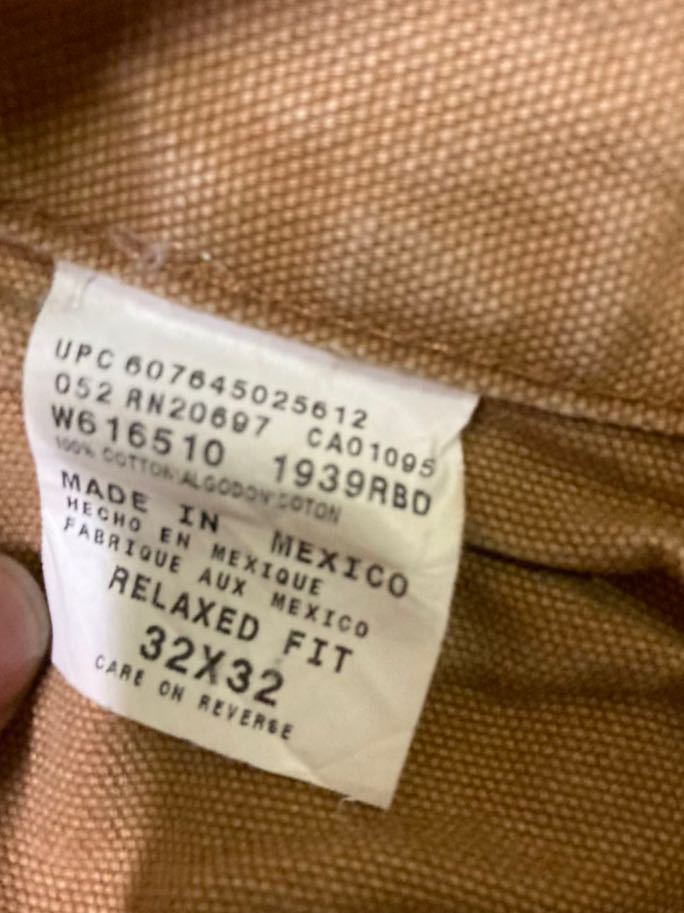 UPC 607645025612
052 RN20697 CA01095
W616510 1939RBD
100% COTTON/ALGODON/COTON
MADE IN MEXICO
HECHO EN MEXIQUE
FABRIQUE AUX MEXICO
RELAXED FIT
32X32
CARE ON REVERSE